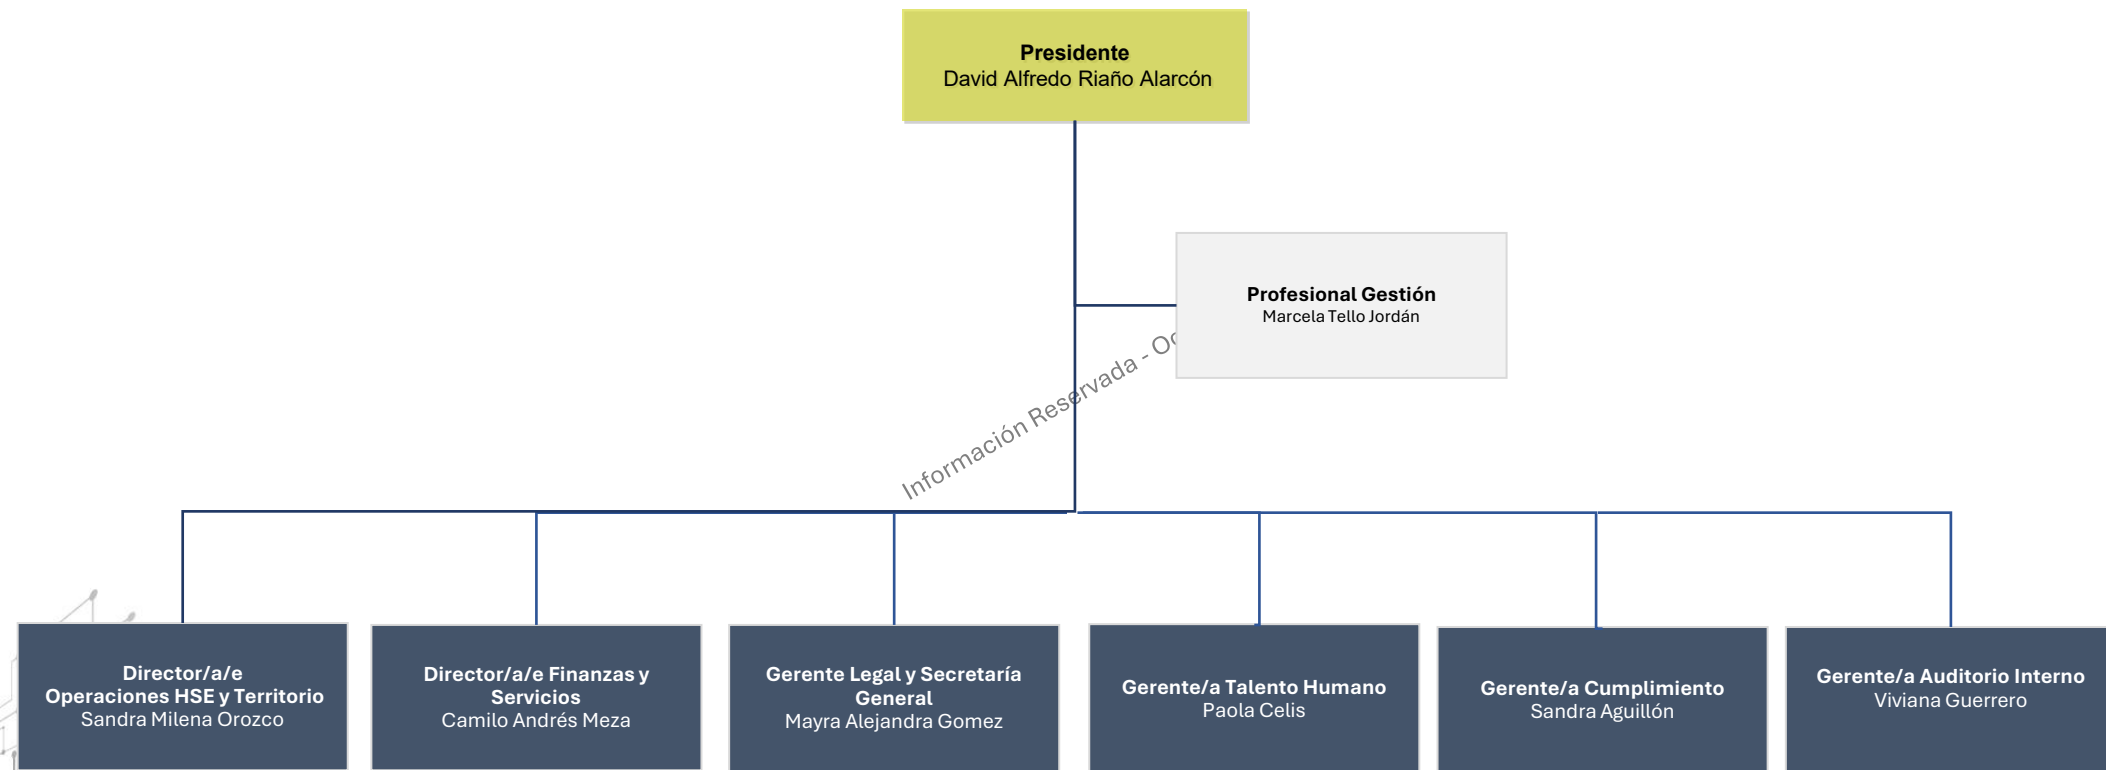 Presidente
David Alfredo Riaño Alarcón
Profesional Gestión
Marcela Tello Jordán
Información Reservada -
Director/a/e
Operaciones HSE y Territorio
Sandra Milena Orozco
Director/a/e Finanzas y
Servicios
Camilo Andrés Meza
Gerente Legal y Secretaría
General
Mayra Alejandra Gomez
Gerente/a Talento Humano
Paola Celis
Gerente/a Cumplimiento
Sandra Aguillón
Gerente/a Auditorio Interno
Viviana Guerrero